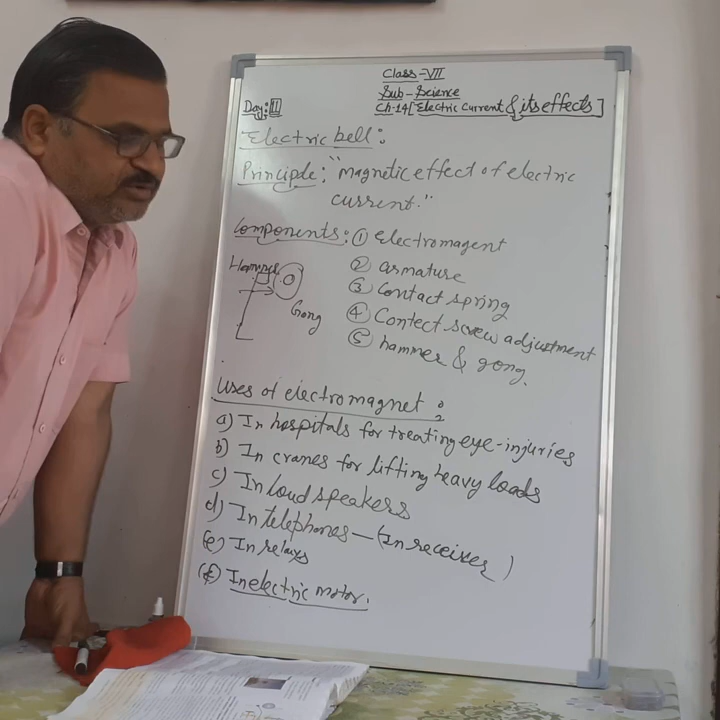 Class-VII
Sub-Science
Day:11 Ch-14[Electric Current & its effects]
Electric bell:
Principle: "magnetic effect of electric
current."
Components: ① Electromagent
② armature
③ Contact spring
④ Contect screw adjustment
⑤ hammer & gong.
Hammer
Gong
Uses of electromagnet:
a) In hospitals for treating eye-injuries
b) In cranes for lifting heavy loads
c) In loud speakers
d) In telephones — (In receiver)
(e) In relays
(f) In electric motor.